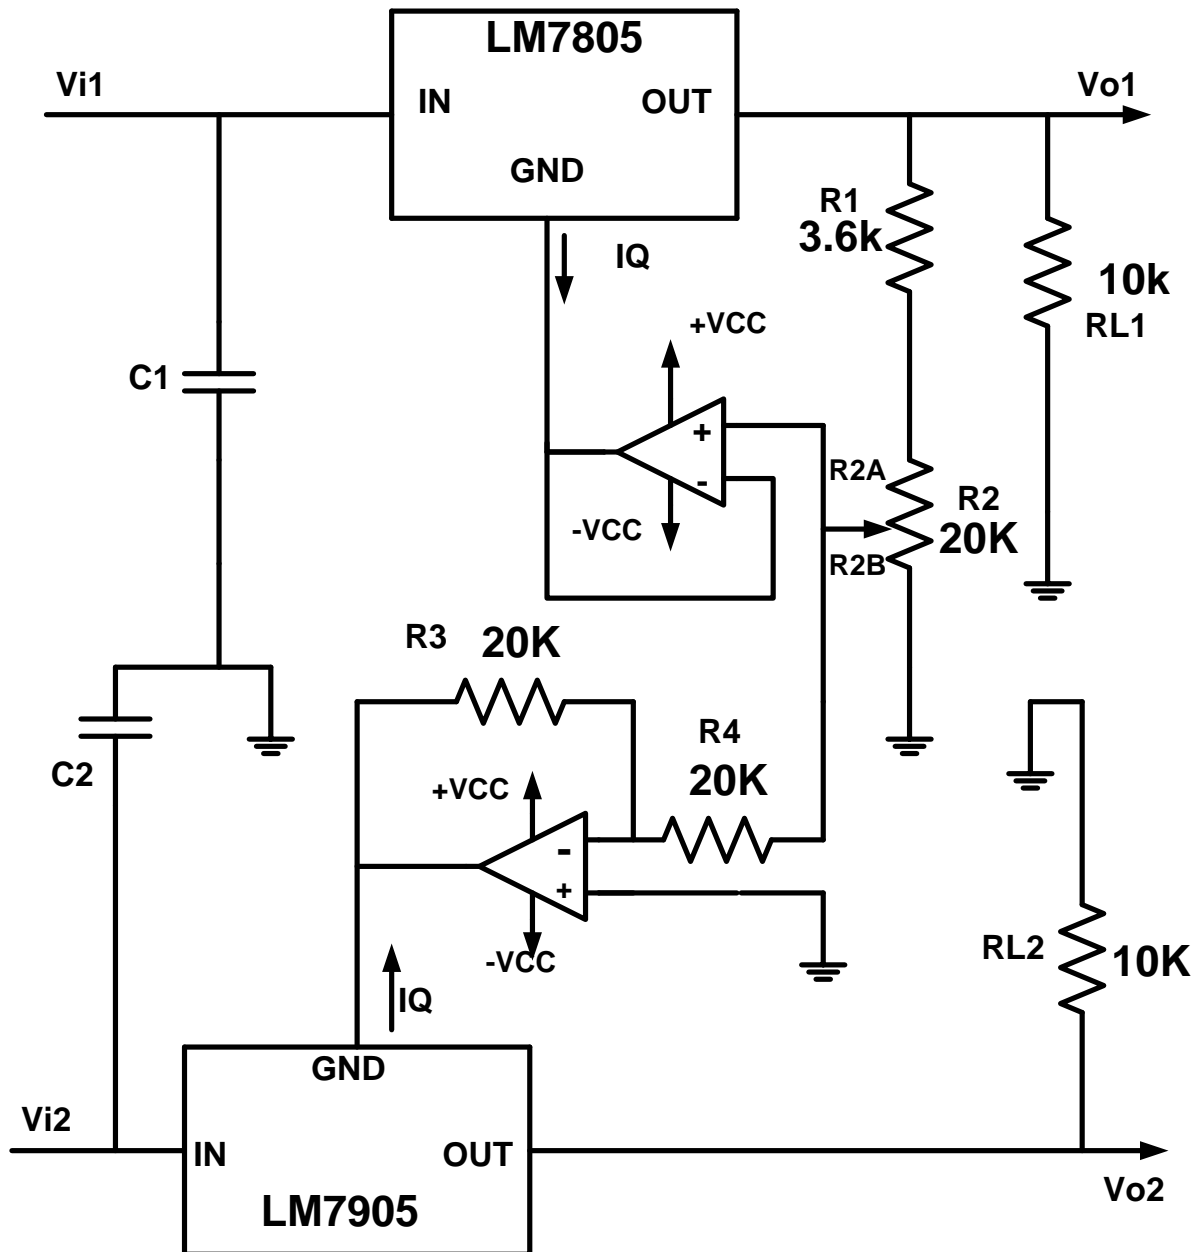 LM7805
Vi1
Vo1
IN
OUT
GND
R1
3.6k
IQ
10k
RL1
+VCC
C1
+
-
R2A
R2
20K
-VCC
R2B
R3
20K
R4
20K
C2
+VCC
-
+
RL2
10K
-VCC
IQ
GND
Vi2
IN
OUT
Vo2
LM7905